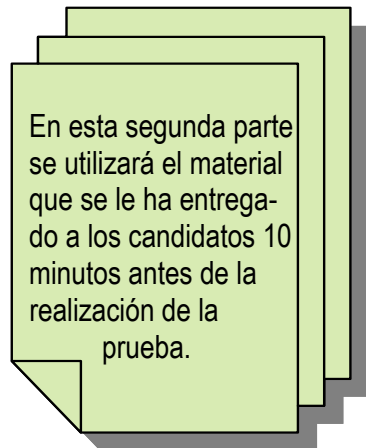 En esta segunda parte
se utilizará el material
que se le ha entrega-
do a los candidatos 10
minutos antes de la
realización de la
prueba.